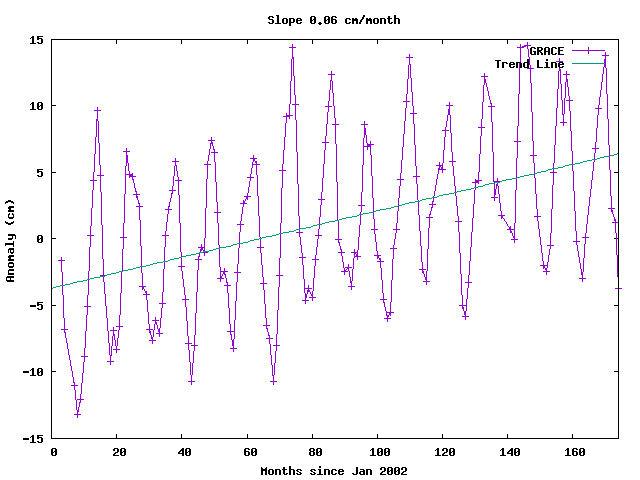 Slope 0.06 cm/month
GRACE
Trend Line
15
10
5
0
-5
-10
-15
Anomaly (cm)
0 20 40 60 80 100 120 140 160
Months since Jan 2002